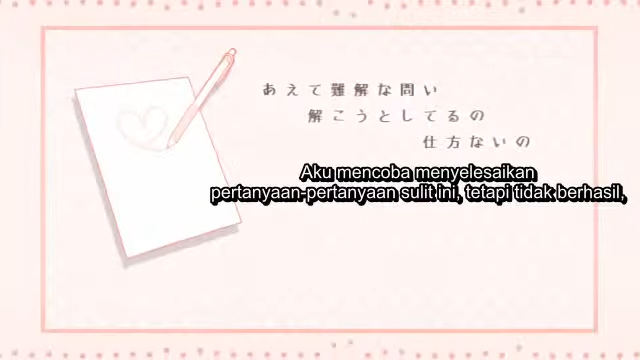 あえて難解な問い
解こうとしてるの
仕方ないの
Aku mencoba menyelesaikan
pertanyaan-pertanyaan sulit ini, tetapi tidak berhasil,